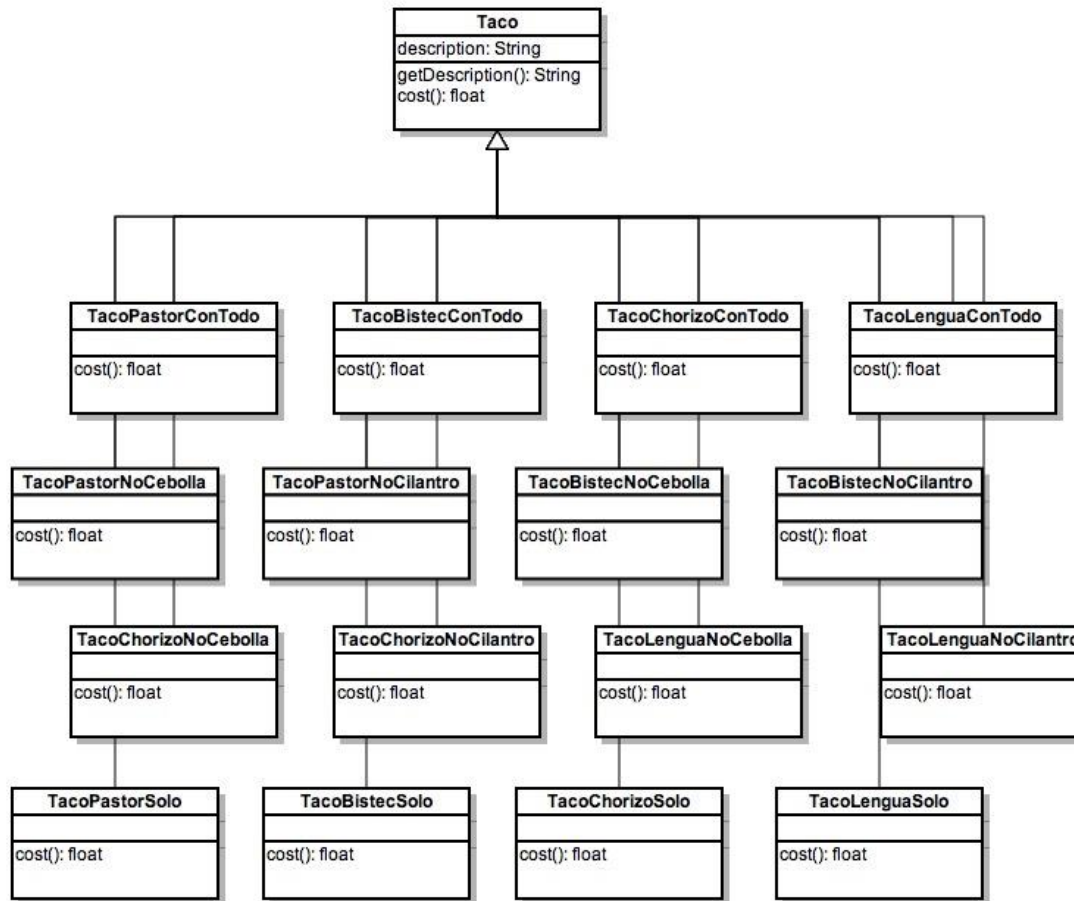 Taco
description: String
getDescription(): String
cost(): float
TacoPastorConTodo
cost(): float
TacoBistecConTodo
cost(): float
TacoChorizoConTodo
cost(): float
TacoLenguaConTodo
cost(): float
TacoPastorNoCebolla
cost(): float
TacoPastorNoCilantro
cost(): float
TacoBistecNoCebolla
cost(): float
TacoBistecNoCilantro
cost(): float
TacoChorizoNoCebolla
cost(): float
TacoChorizoNoCilantro
cost(): float
TacoLenguaNoCebolla
cost(): float
TacoLenguaNoCilantro
cost(): float
TacoPastorSolo
cost(): float
TacoBistecSolo
cost(): float
TacoChorizoSolo
cost(): float
TacoLenguaSolo
cost(): float